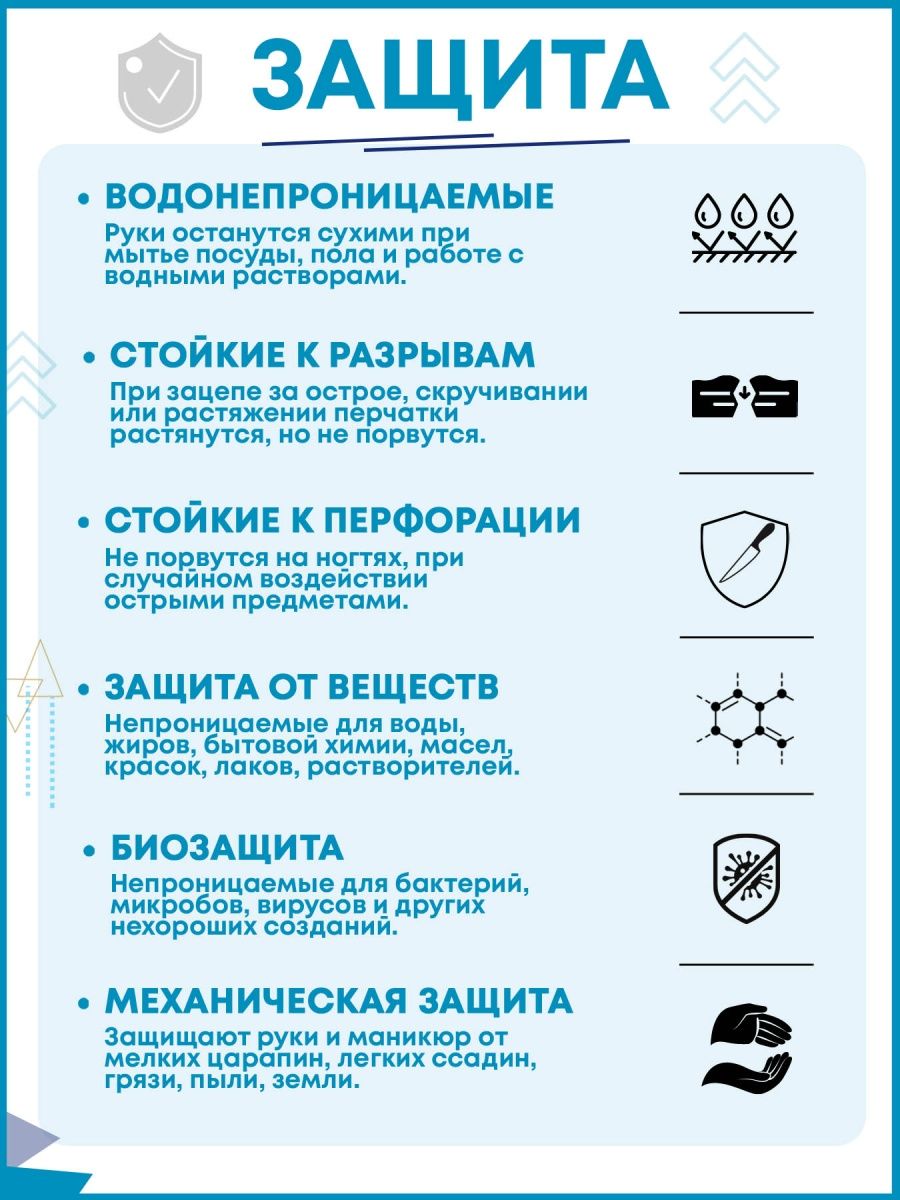 ЗАЩИТА
• ВОДОНЕПРОНИЦАЕМЫЕ
Руки останутся сухими при
мытье посуды, пола и работе с
водными растворами.
• СТОЙКИЕ К РАЗРЫВАМ
При зацепе за острое, скручивании
или растяжении перчатки
растянутся, но не порвутся.
• СТОЙКИЕ К ПЕРФОРАЦИИ
Не порвутся на ногтях, при
случайном воздействии
острыми предметами.
• ЗАЩИТА ОТ ВЕЩЕСТВ
Непроницаемые для воды,
жиров, бытовой химии, масел,
красок, лаков, растворителей.
• БИОЗАЩИТА
Непроницаемые для бактерий,
микробов, вирусов и других
нехороших созданий.
• МЕХАНИЧЕСКАЯ ЗАЩИТА
Защищают руки и маникюр от
мелких царапин, легких ссадин,
грязи, пыли, земли.